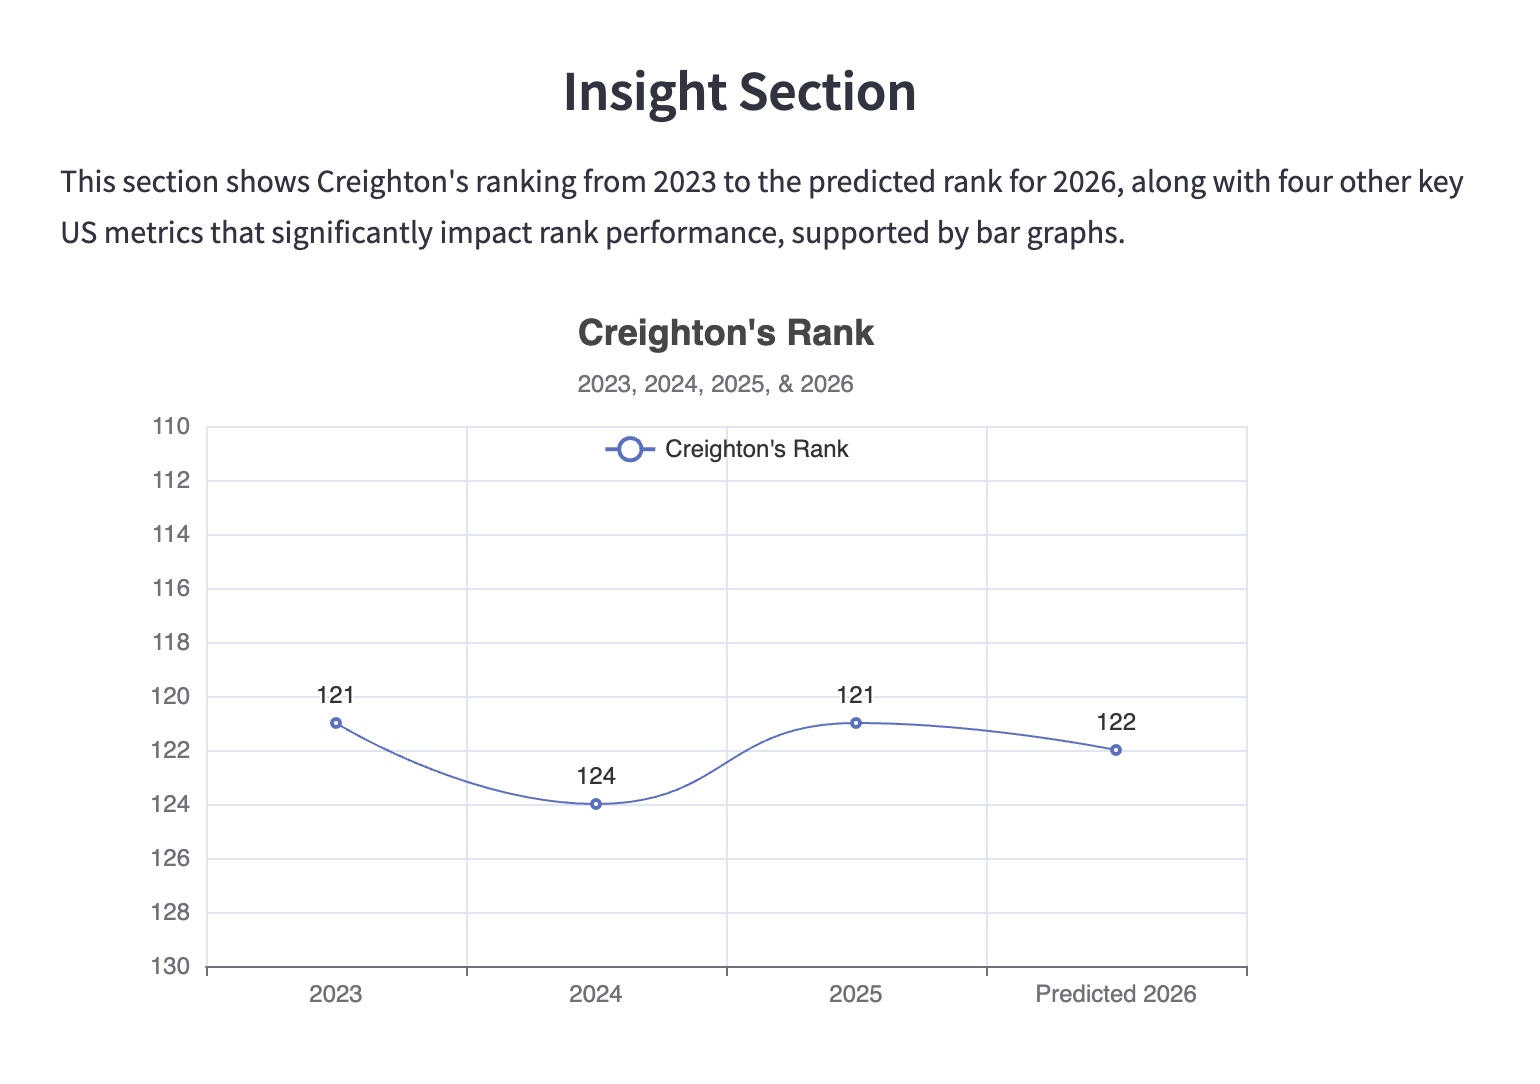 Insight Section
This section shows Creighton's ranking from 2023 to the predicted rank for 2026, along with four other key
US metrics that significantly impact rank performance, supported by bar graphs.
Creighton's Rank
2023, 2024, 2025, & 2026
Creighton's Rank
110
112
114
116
118
120
122
124
126
128
130
121
124
121
122
2023
2024
2025
Predicted 2026